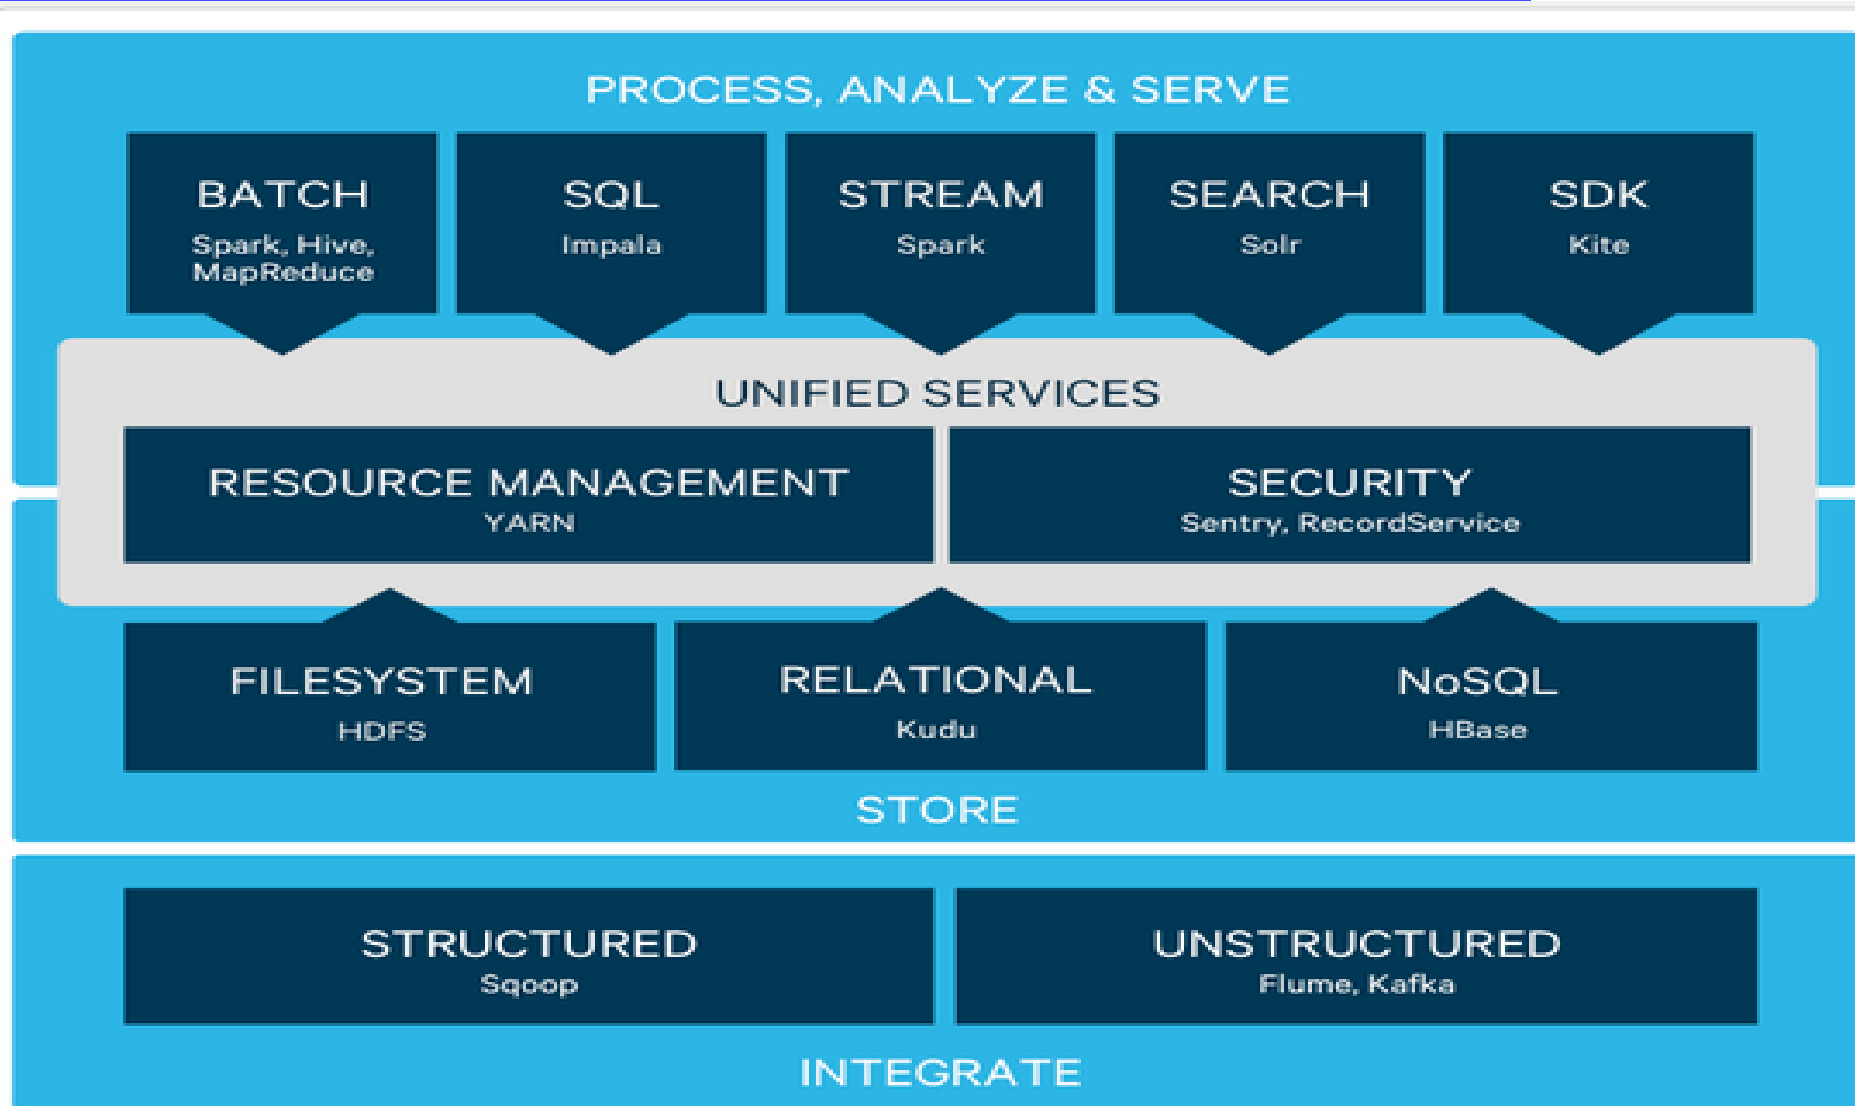 PROCESS, ANALYZE & SERVE
BATCH
Spark, Hive,
MapReduce
SQL
Impala
STREAM
Spark
SEARCH
Solr
SDK
Kite
UNIFIED SERVICES
RESOURCE MANAGEMENT
YARN
SECURITY
Sentry, RecordService
FILESYSTEM
HDFS
RELATIONAL
Kudu
NoSQL
HBase
STORE
STRUCTURED
Sqoop
UNSTRUCTURED
Flume, Kafka
INTEGRATE